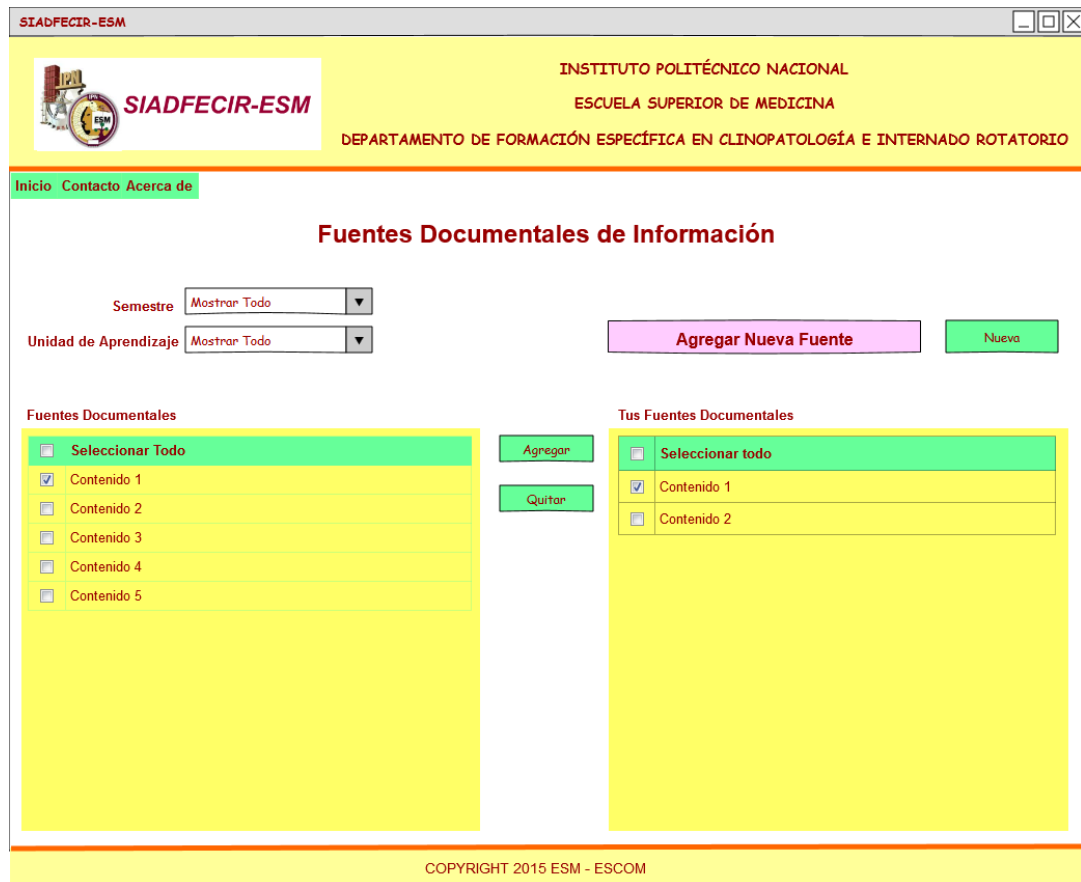 SIADFECIR-ESM
IPN
ESM
SIADFECIR-ESM
INSTITUTO POLITÉCNICO NACIONAL
ESCUELA SUPERIOR DE MEDICINA
DEPARTAMENTO DE FORMACIÓN ESPECÍFICA EN CLINOPATOLOGÍA E INTERNADO ROTATORIO
Inicio Contacto Acerca de
Fuentes Documentales de Información
Semestre Mostrar Todo
Unidad de Aprendizaje Mostrar Todo
Agregar Nueva Fuente Nueva
Fuentes Documentales
Seleccionar Todo
Contenido 1
Contenido 2
Contenido 3
Contenido 4
Contenido 5
Agregar
Quitar
Tus Fuentes Documentales
Seleccionar todo
Contenido 1
Contenido 2
COPYRIGHT 2015 ESM - ESCOM